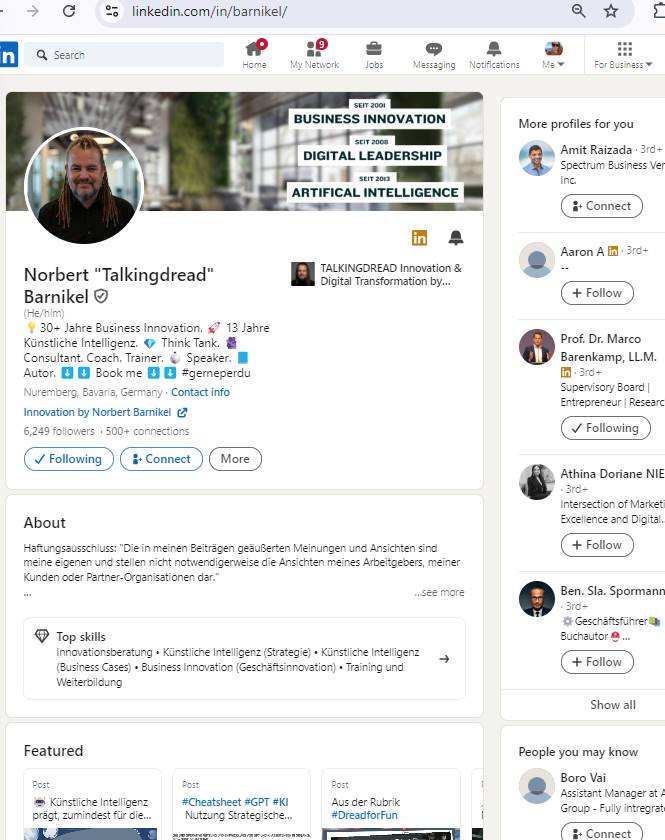 linkedin.com/in/barnikel/
in
Search
Home
9
My Network
Jobs
Messaging
Notifications
Me
For Business
SEIT 2001
BUSINESS INNOVATION
SEIT 2008
DIGITAL LEADERSHIP
SEIT 2013
ARTIFICAL INTELLIGENCE
in
Norbert "Talkingdread"
Barnikel
(He/him)
💡30+ Jahre Business Innovation. 🚀 13 Jahre
Künstliche Intelligenz. 💎 Think Tank.
Consultant. Coach. Trainer. Speaker. 📘
Autor. ⬇️⬇️ Book me ⬇️⬇️ #gerneperdu
Nuremberg, Bavaria, Germany · Contact info
Innovation by Norbert Barnikel
6,249 followers · 500+ connections
Following
Connect
More
TALKINGDREAD Innovation &
Digital Transformation by...
About
Haftungsausschluss: "Die in meinen Beiträgen geäußerten Meinungen und Ansichten sind
meine eigenen und stellen nicht notwendigerweise die Ansichten meines Arbeitgebers, meiner
Kunden oder Partner-Organisationen dar."
...
...see more
Top skills
Innovationsberatung • Künstliche Intelligenz (Strategie) • Künstliche Intelligenz
(Business Cases) • Business Innovation (Geschäftsinnovation) • Training und
Weiterbildung
Featured
Post
Künstliche Intelligenz
prägt, zumindest für die...
Post
#Cheatsheet #GPT #KI
Nutzung Strategische...
Post
Aus der Rubrik
#DreadforFun
More profiles for you
Amit Raizada · 3rd+
Spectrum Business Ver
Inc.
Connect
Aaron A in · 3rd+
--
Follow
Prof. Dr. Marco
Barenkamp, LL.M.
in · 3rd+
Supervisory Board |
Entrepreneur | Researc
Following
Athina Doriane NIE
· 3rd+
Intersection of Marketi
Excellence and Digital..
Follow
Ben. Sla. Spormann
· 3rd+
Geschäftsführer
Buchautor ...
Follow
Show all
People you may know
Boro Vai
Assistant Manager at A
Group - Fully intregrate
Connect